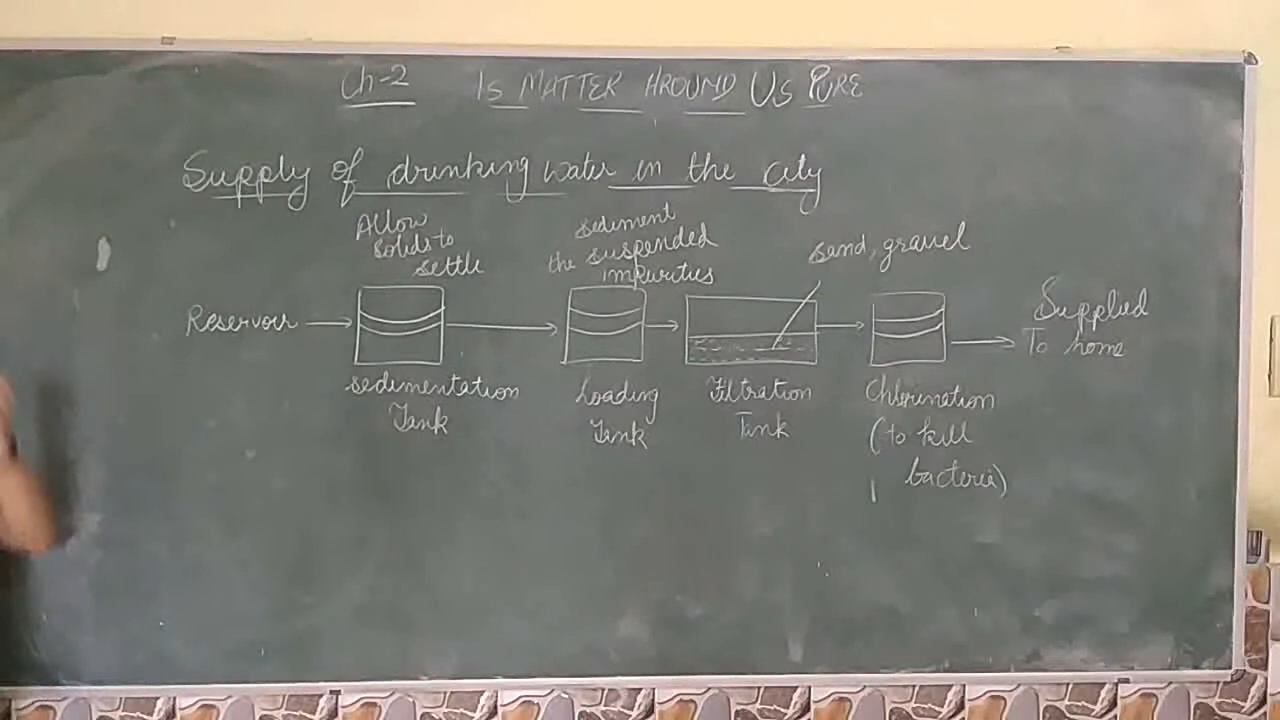 Ch-2 Is MATTER AROUND US PURE
Supply of drinking water in the city
Allow
solids to
settle
sediment
the suspended
impurities
sand, gravel
Reservoir
Supplied
To home
sedimentation
Tank
Loading
Tank
Filtration
Tank
Chlorination
(to kill
bacteria)